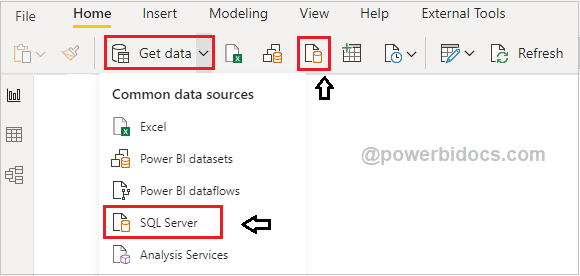 File Home Insert Modeling View Help External Tools
Get data Refresh
Common data sources
Excel
Power BI datasets
Power BI dataflows
SQL Server
Analysis Services
@powerbidocs.com